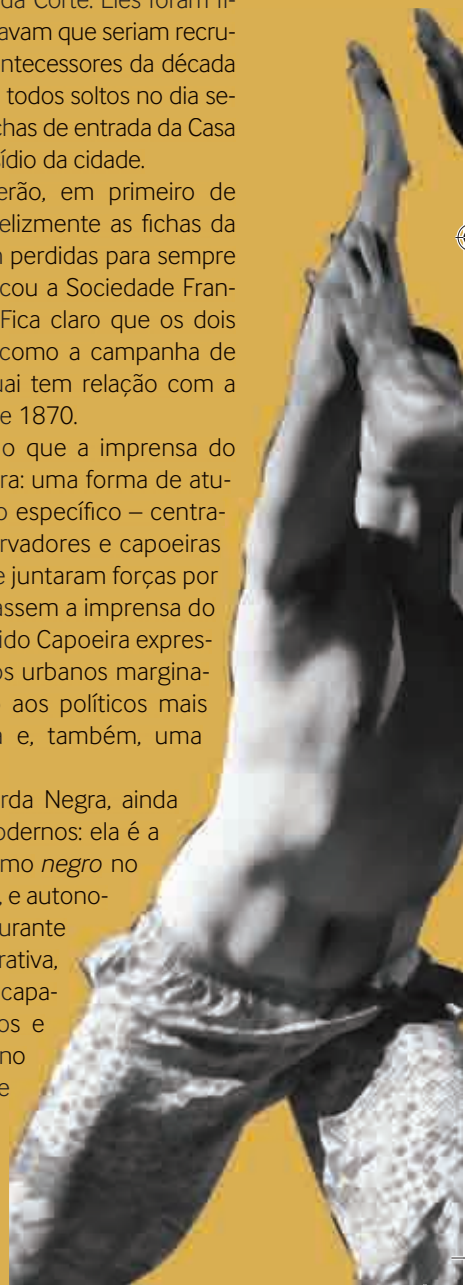 da Corte. Eles foram li-
avam que seriam recru-
ntecessores da década
todos soltos no dia se-
chas de entrada da Casa
sídio da cidade.
erão, em primeiro de
elizmente as fichas da
m perdidas para sempre
cou a Sociedade Fran-
Fica claro que os dois
como a campanha de
uai tem relação com a
e 1870.
o que a imprensa do
ra: uma forma de atu-
o específico – centra-
rvadores e capoeiras
e juntaram forças por
assem a imprensa do
ido Capoeira expres-
os urbanos margina-
aos políticos mais
a e, também, uma
rda Negra, ainda
odernos: ela é a
mo negro no
, e autono-
urante
rativa,
capa-
os e
no
e